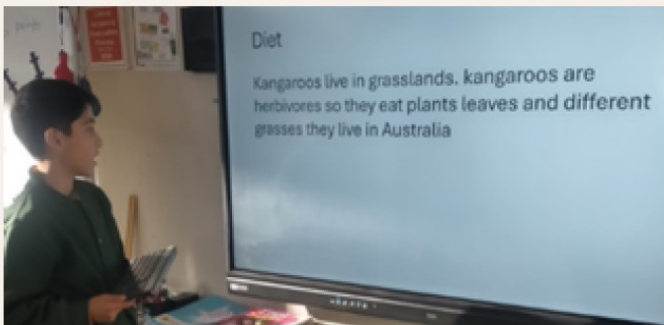 Diet
Kangaroos live in grasslands. kangaroos are
herbivores so they eat plants leaves and different
grasses they live in Australia